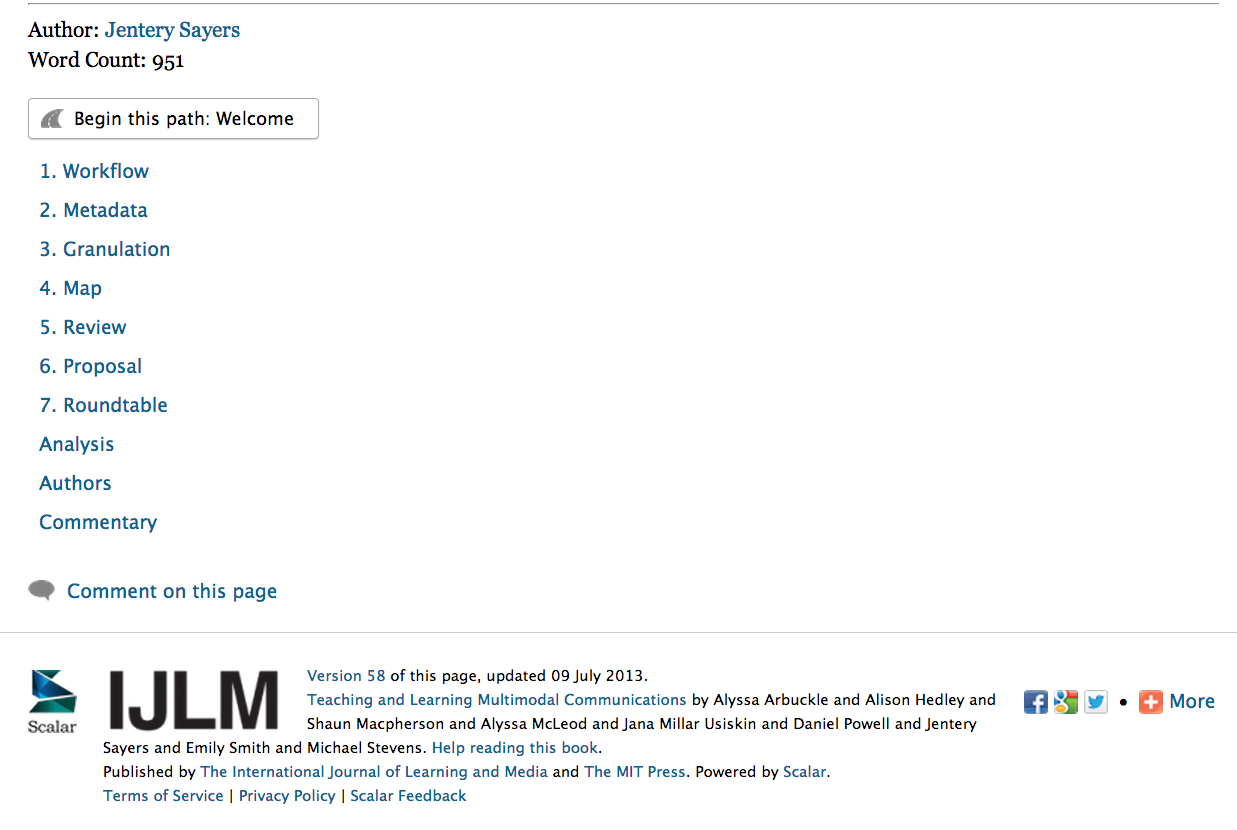 Author: Jentery Sayers
Word Count: 951
Begin this path: Welcome
1. Workflow
2. Metadata
3. Granulation
4. Map
5. Review
6. Proposal
7. Roundtable
Analysis
Authors
Commentary
Comment on this page
Scalar
IJLM
Version 58 of this page, updated 09 July 2013.
Teaching and Learning Multimodal Communications by Alyssa Arbuckle and Alison Hedley and
Shaun Macpherson and Alyssa McLeod and Jana Millar Usiskin and Daniel Powell and Jentery
Sayers and Emily Smith and Michael Stevens. Help reading this book.
Published by The International Journal of Learning and Media and The MIT Press. Powered by Scalar.
Terms of Service | Privacy Policy | Scalar Feedback
• More